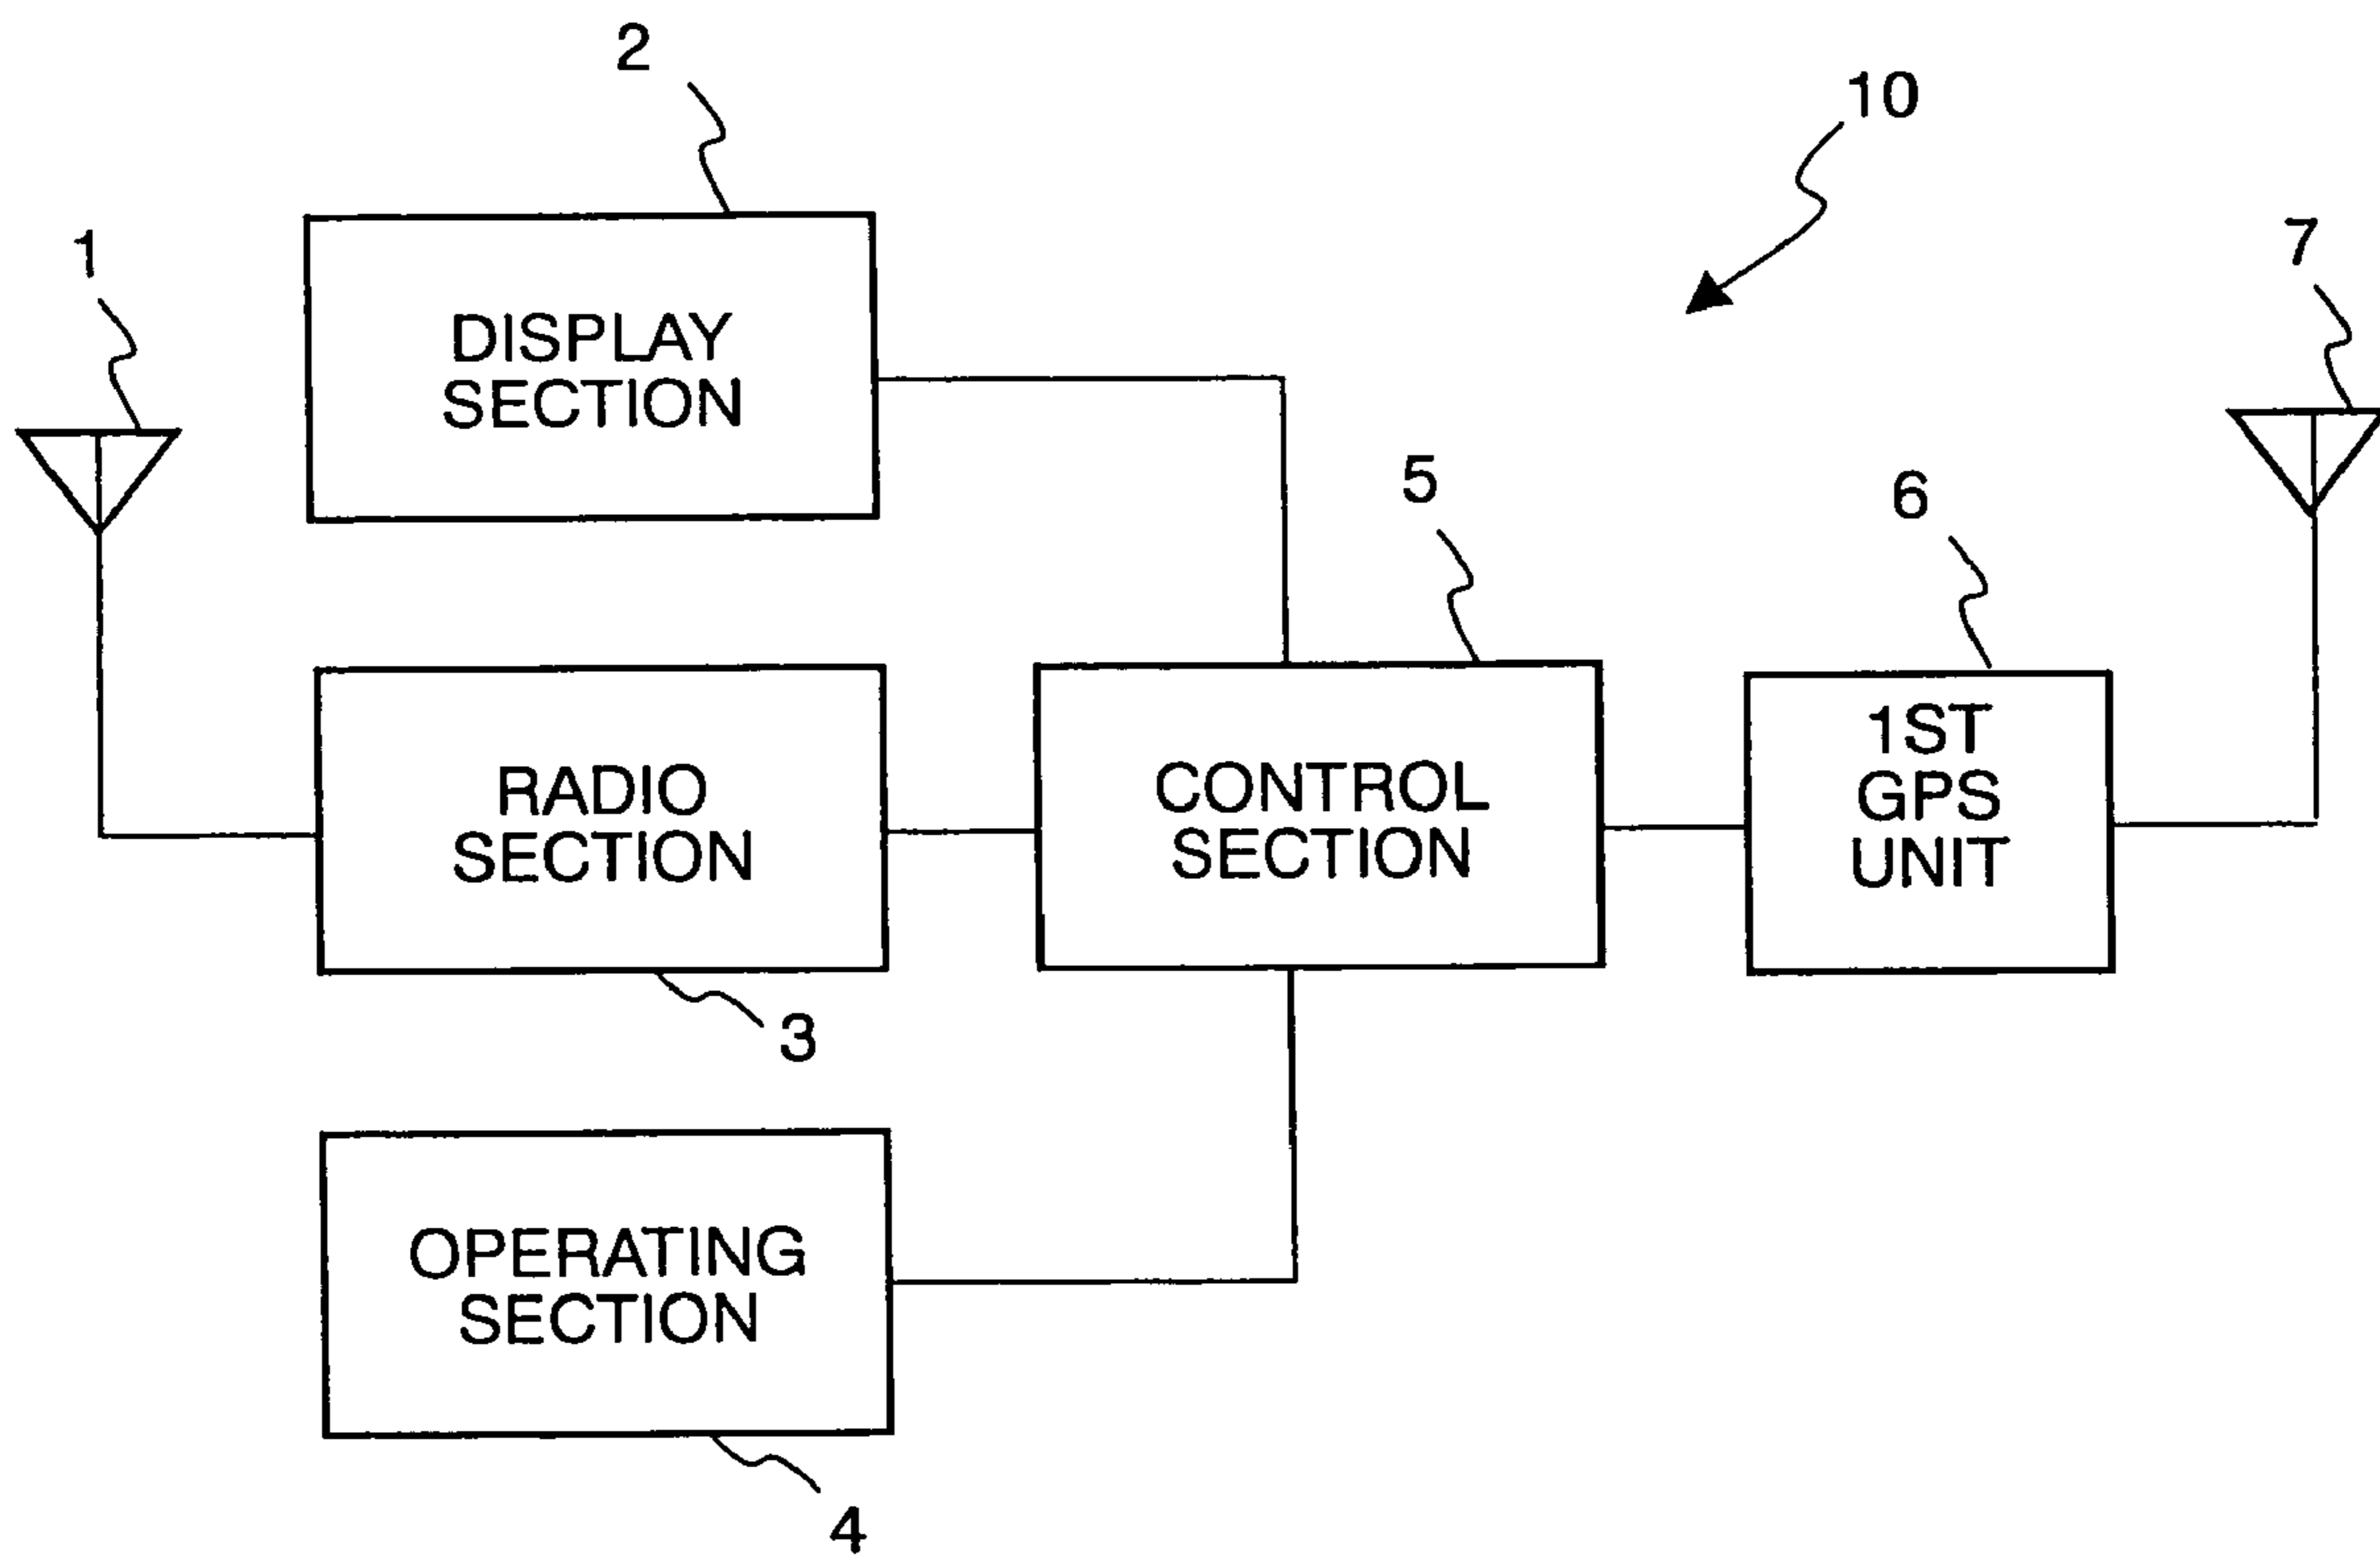 2
10
1
7
DISPLAY
SECTION
5
6
RADIO
SECTION
CONTROL
SECTION
1ST
GPS
UNIT
3
OPERATING
SECTION
4